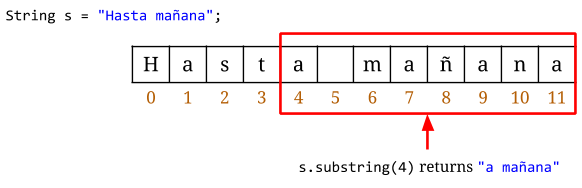 String s = "Hasta mañana";
H a s t a m a ñ a n a
0 1 2 3 4 5 6 7 8 9 10 11
s.substring(4) returns "a mañana"